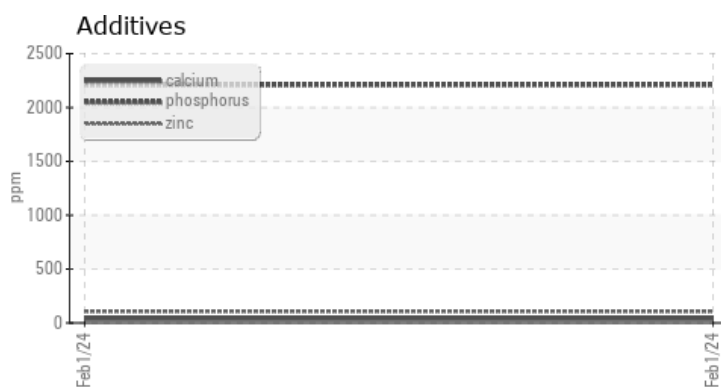 Additives
2500
2000
1500
1000
500
0
ppm
calcium
phosphorus
zinc
Feb1/24
Feb1/24